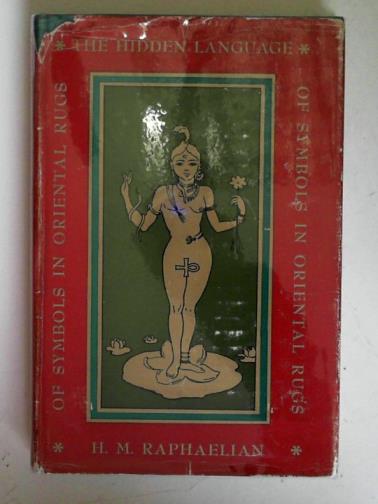 * THE HIDDEN LANGUAGE *
OF SYMBOLS IN ORIENTAL RUGS
OF SYMBOLS IN ORIENTAL RUGS
* H. M. RAPHAELIAN *